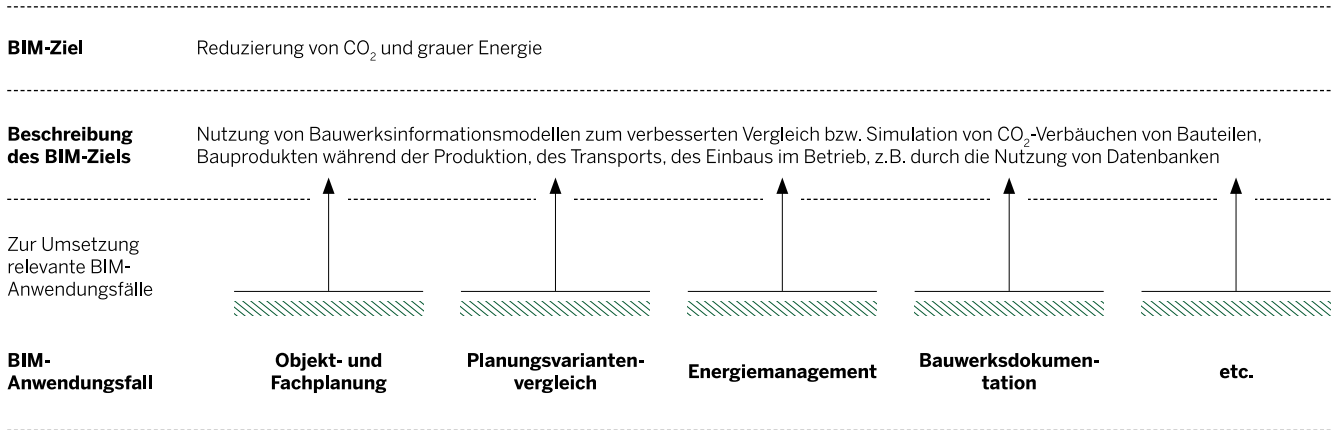 BIM-Ziel Reduzierung von CO₂ und grauer Energie
Beschreibung
des BIM-Ziels
Nutzung von Bauwerksinformationsmodellen zum verbesserten Vergleich bzw. Simulation von CO₂-Verbäuchen von Bauteilen,
Bauprodukten während der Produktion, des Transports, des Einbaus im Betrieb, z.B. durch die Nutzung von Datenbanken
Zur Umsetzung
relevante BIM-
Anwendungsfälle
BIM-
Anwendungsfall
Objekt- und
Fachplanung
Planungsvarianten-
vergleich
Energiemanagement
Bauwerksdokumen-
tation
etc.